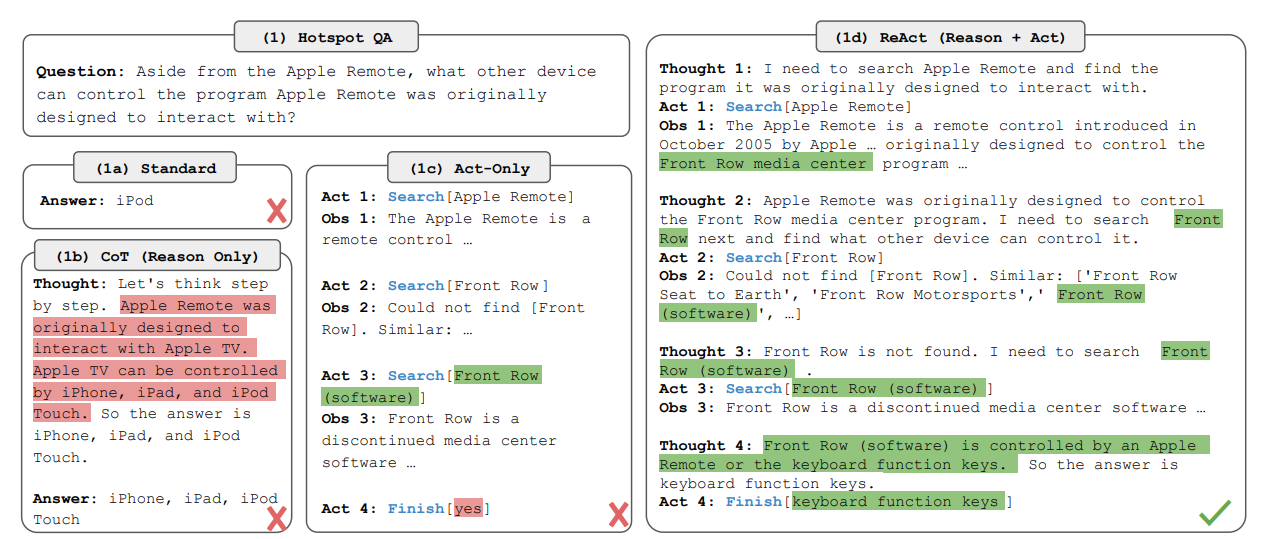 (1) Hotspot QA
Question: Aside from the Apple Remote, what other device
can control the program Apple Remote was originally
designed to interact with?
(1a) Standard
Answer: iPod
(1b) CoT (Reason Only)
Thought: Let's think step
by step. Apple Remote was
originally designed to
interact with Apple TV.
Apple TV can be controlled
by iPhone, iPad, and iPod
Touch. So the answer is
iPhone, iPad, and iPod
Touch.
Answer: iPhone, iPad, iPod
Touch
(1c) Act-Only
Act 1: Search[Apple Remote]
Obs 1: The Apple Remote is a
remote control …
Act 2: Search[Front Row]
Obs 2: Could not find [Front
Row]. Similar: …
Act 3: Search[Front Row
(software)]
Obs 3: Front Row is a
discontinued media center
software …
Act 4: Finish[yes]
(1d) ReAct (Reason + Act)
Thought 1: I need to search Apple Remote and find the
program it was originally designed to interact with.
Act 1: Search[Apple Remote]
Obs 1: The Apple Remote is a remote control introduced in
October 2005 by Apple … originally designed to control the
Front Row media center program …
Thought 2: Apple Remote was originally designed to control
the Front Row media center program. I need to search Front
Row next and find what other device can control it.
Act 2: Search[Front Row]
Obs 2: Could not find [Front Row]. Similar: ['Front Row
Seat to Earth', 'Front Row Motorsports',' Front Row
(software)', …]
Thought 3: Front Row is not found. I need to search Front
Row (software) .
Act 3: Search[Front Row (software)]
Obs 3: Front Row is a discontinued media center software …
Thought 4: Front Row (software) is controlled by an Apple
Remote or the keyboard function keys. So the answer is
keyboard function keys.
Act 4: Finish[keyboard function keys]